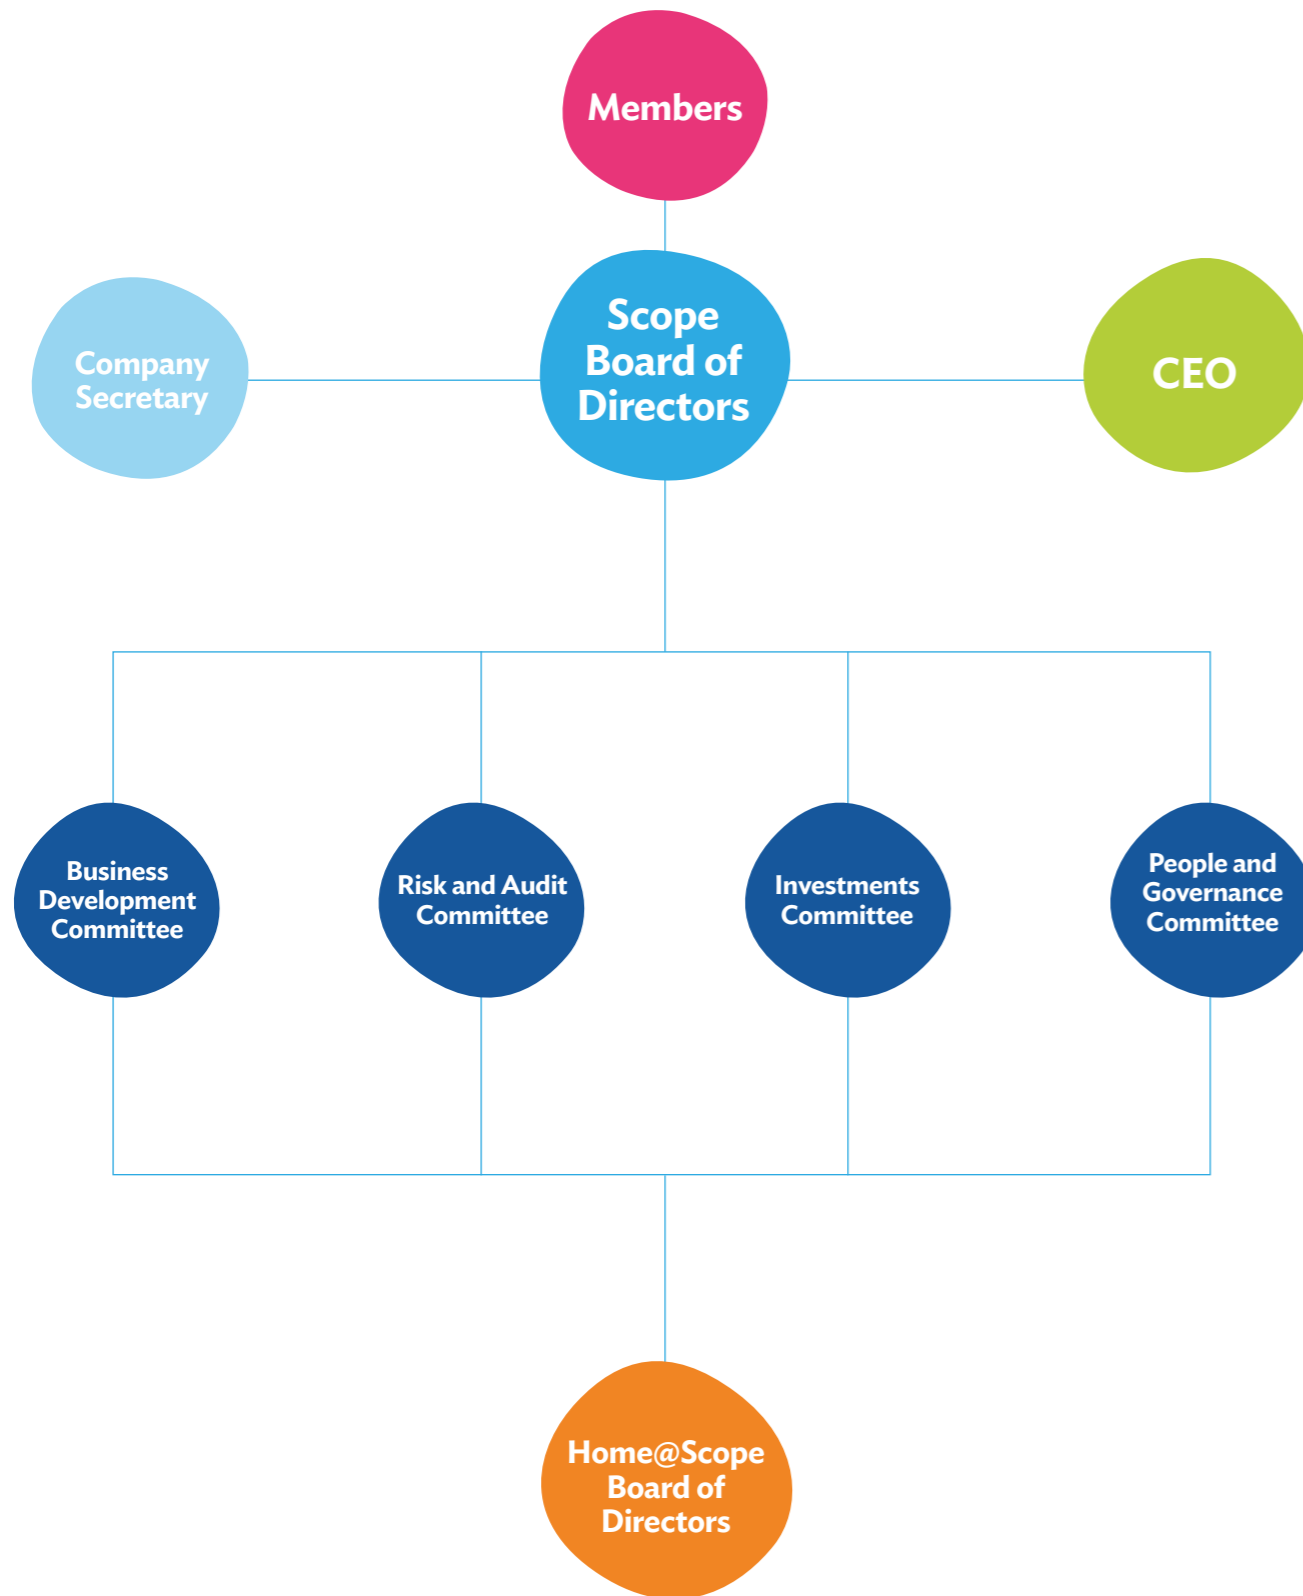 Members
Company
Secretary
Scope
Board of
Directors
CEO
Business
Development
Committee
Risk and Audit
Committee
Investments
Committee
People and
Governance
Committee
Home@Scope
Board of
Directors